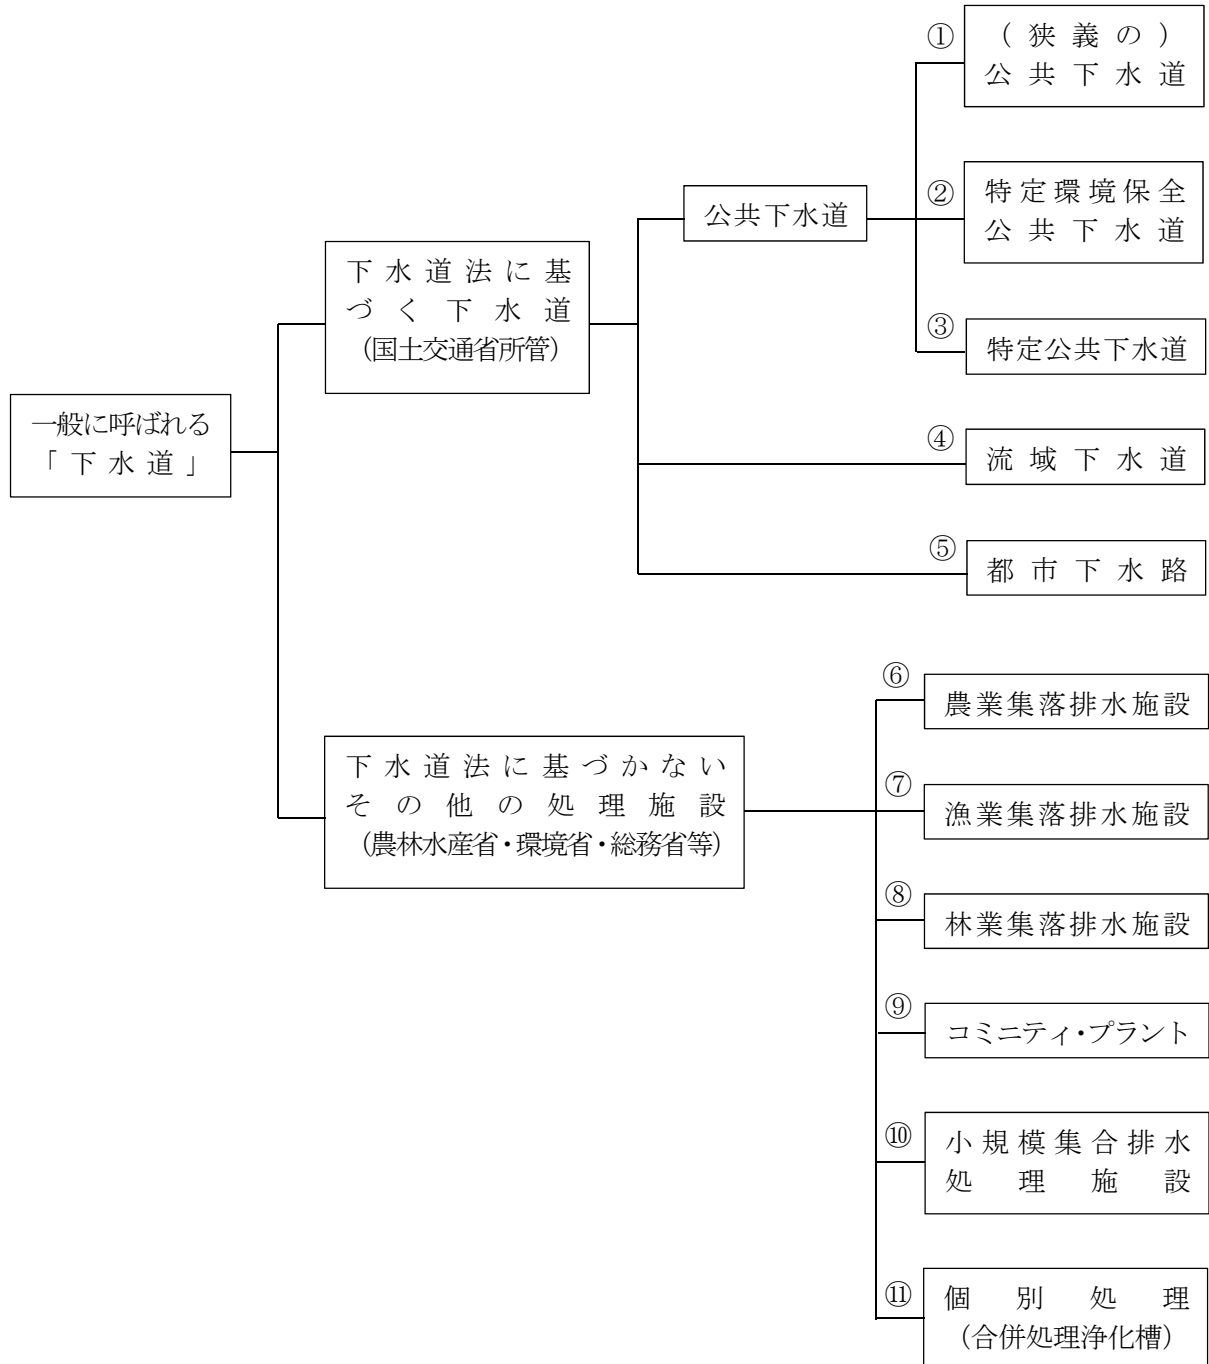 一般に呼ばれる
「下水道」
下水道法に基
づく下水道
(国土交通省所管)
公共下水道
①
(狭義の)
公共下水道
②
特定環境保全
公共下水道
③
特定公共下水道
④
流域下水道
⑤
都市下水路
下水道法に基づかない
その他の処理施設
(農林水産省・環境省・総務省等)
⑥
農業集落排水施設
⑦
漁業集落排水施設
⑧
林業集落排水施設
⑨
コミニティ・プラント
⑩
小規模集合排水
処理施設
⑪
個別処理
(合併処理浄化槽)